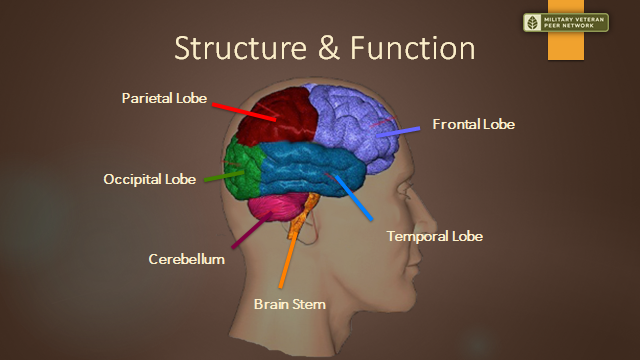 MILITARY VETERAN
PEER NETWORK
Structure & Function
Parietal Lobe
Frontal Lobe
Occipital Lobe
Temporal Lobe
Cerebellum
Brain Stem